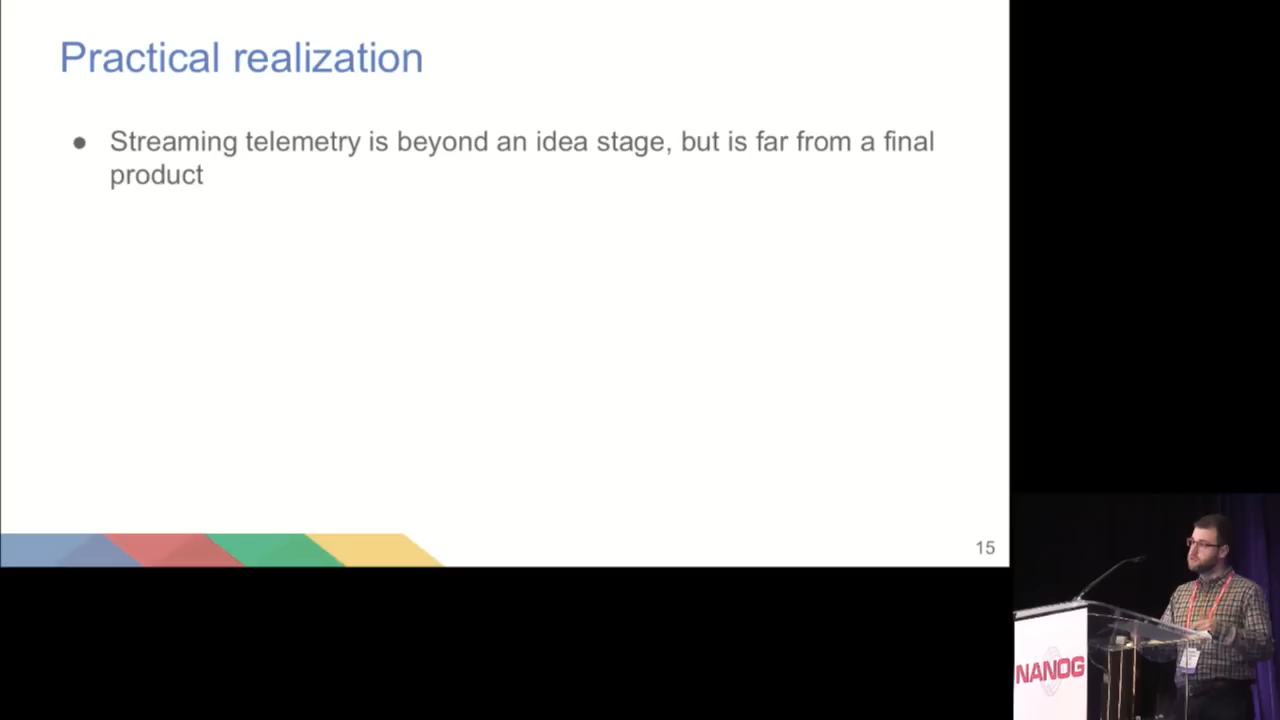 Practical realization
● Streaming telemetry is beyond an idea stage, but is far from a final
product
15
NANOG